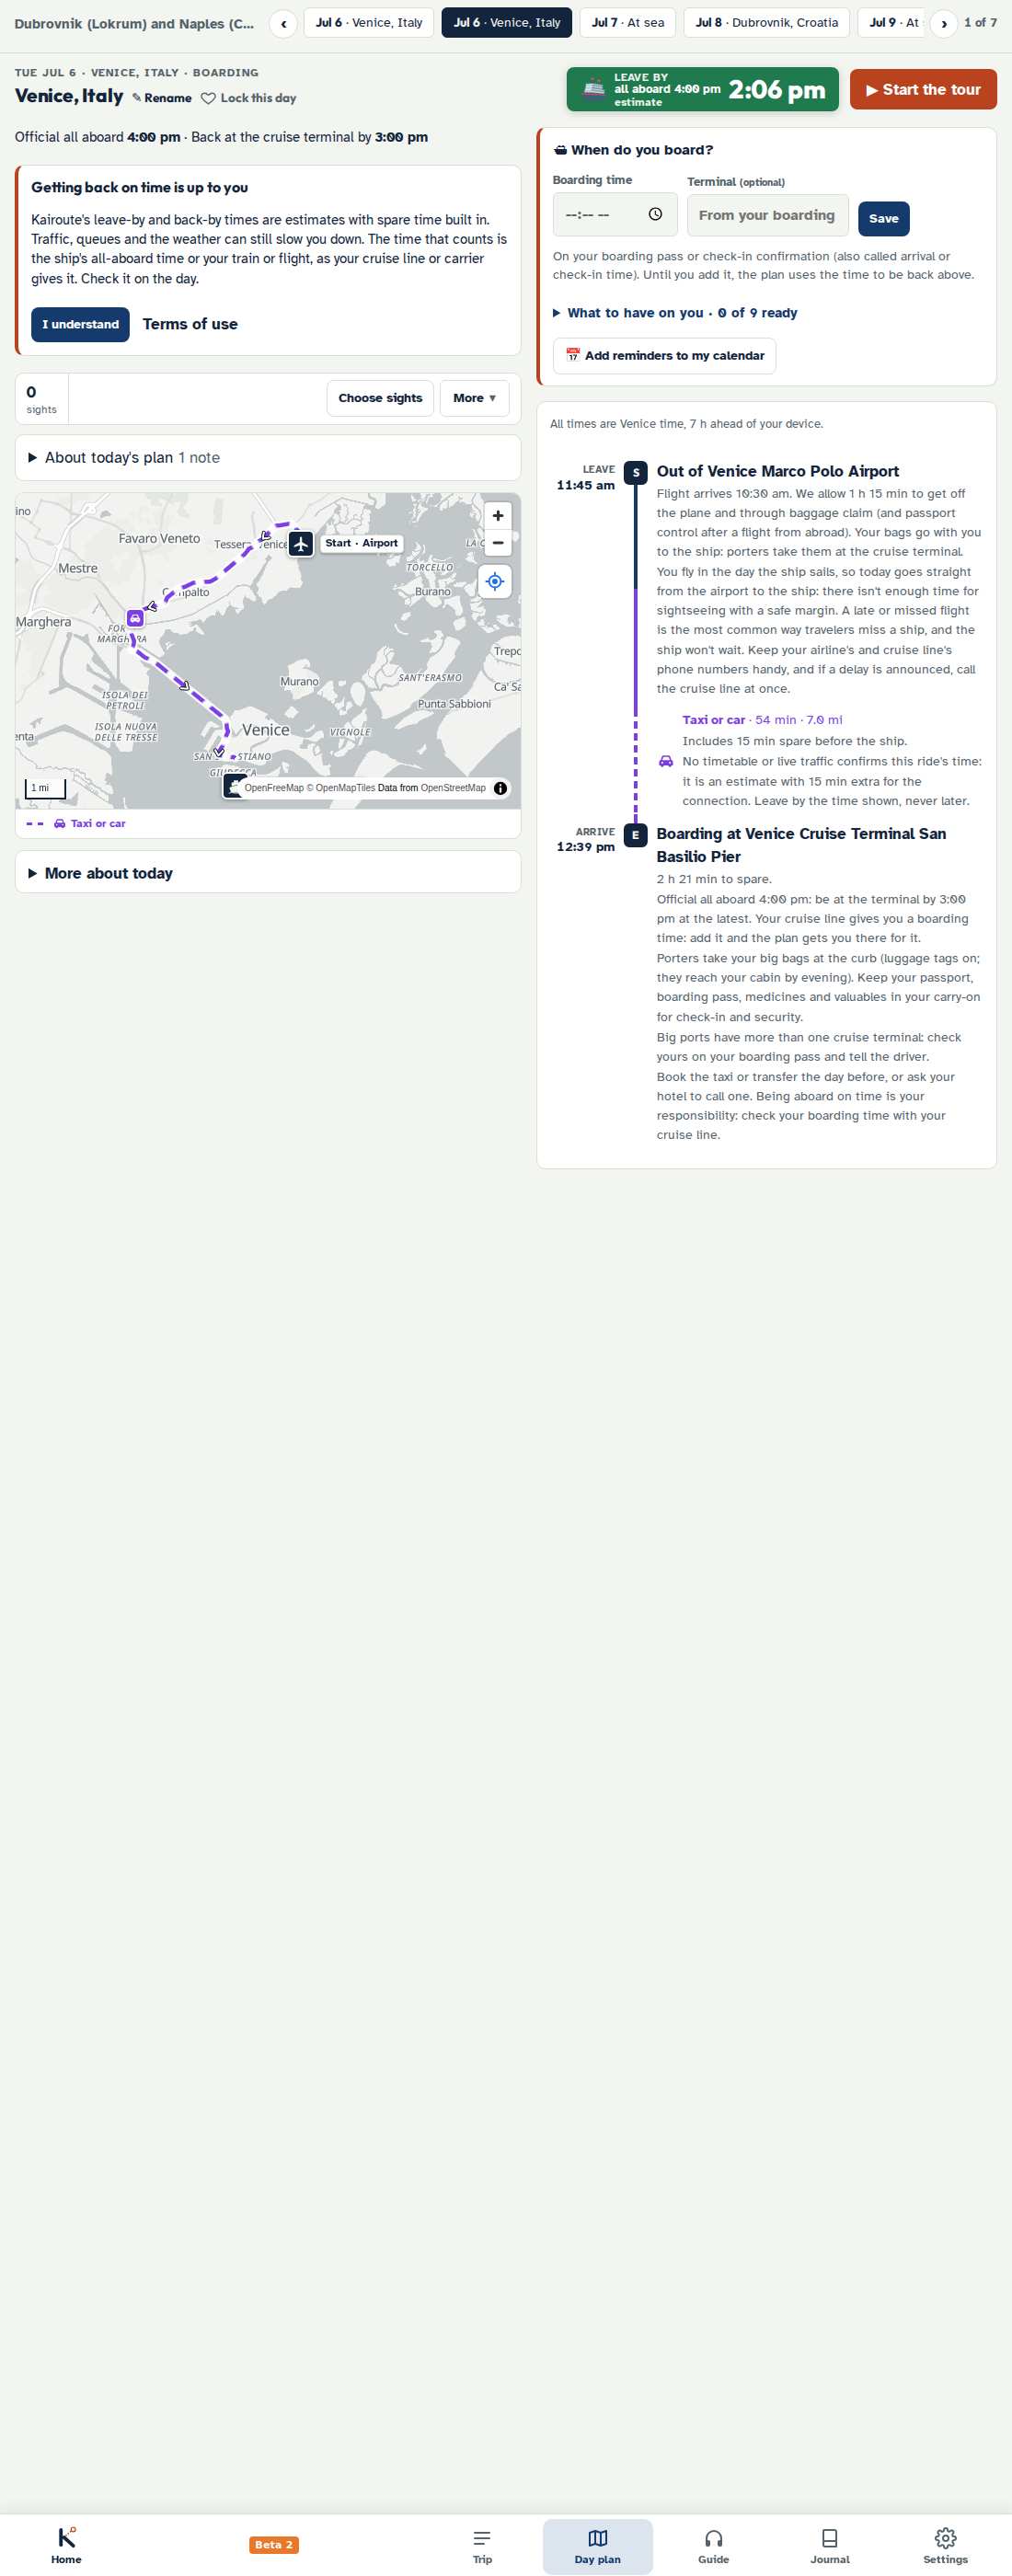 Dubrovnik (Lokrum) and Naples (C...
‹
Jul 6 · Venice, Italy
Jul 6 · Venice, Italy
Jul 7 · At sea
Jul 8 · Dubrovnik, Croatia
Jul 9 · At
›
1 of 7
TUE JUL 6 · VENICE, ITALY · BOARDING
Venice, Italy
✎ Rename
Lock this day
LEAVE BY
all aboard 4:00 pm
estimate
2:06 pm
▶ Start the tour
Official all aboard 4:00 pm · Back at the cruise terminal by 3:00 pm
Getting back on time is up to you
Kairoute's leave-by and back-by times are estimates with spare time built in.
Traffic, queues and the weather can still slow you down. The time that counts is
the ship's all-aboard time or your train or flight, as your cruise line or carrier
gives it. Check it on the day.
I understand
Terms of use
0
sights
Choose sights
More ▼
▶ About today's plan 1 note
Favaro Veneto
Mestre
Marghera
Start · Airport
TORCELLO
Burano
SANT'ERASMO
Murano
Punta Sabbioni
ISOLA DEI
PETROLI
ISOLA NUOVA
DELLE TRESSE
Venice
VIGNOLE
+
−
1 mi
OpenFreeMap © OpenMapTiles Data from OpenStreetMap
Taxi or car
▶ More about today
When do you board?
Boarding time
--:-- --
Terminal (optional)
From your boarding
Save
On your boarding pass or check-in confirmation (also called arrival or
check-in time). Until you add it, the plan uses the time to be back above.
▶ What to have on you · 0 of 9 ready
Add reminders to my calendar
All times are Venice time, 7 h ahead of your device.
LEAVE
11:45 am
S
Out of Venice Marco Polo Airport
Flight arrives 10:30 am. We allow 1 h 15 min to get off
the plane and through baggage claim (and passport
control after a flight from abroad). Your bags go with you
to the ship: porters take them at the cruise terminal.
You fly in the day the ship sails, so today goes straight
from the airport to the ship: there isn't enough time for
sightseeing with a safe margin. A late or missed flight
is the most common way travelers miss a ship, and the
ship won't wait. Keep your airline's and cruise line's
phone numbers handy, and if a delay is announced, call
the cruise line at once.
Taxi or car · 54 min · 7.0 mi
Includes 15 min spare before the ship.
No timetable or live traffic confirms this ride's time:
it is an estimate with 15 min extra for the
connection. Leave by the time shown, never later.
ARRIVE
12:39 pm
E
Boarding at Venice Cruise Terminal San
Basilio Pier
2 h 21 min to spare.
Official all aboard 4:00 pm: be at the terminal by 3:00
pm at the latest. Your cruise line gives you a boarding
time: add it and the plan gets you there for it.
Porters take your big bags at the curb (luggage tags on;
they reach your cabin by evening). Keep your passport,
boarding pass, medicines and valuables in your carry-on
for check-in and security.
Big ports have more than one cruise terminal: check
yours on your boarding pass and tell the driver.
Book the taxi or transfer the day before, or ask your
hotel to call one. Being aboard on time is your
responsibility: check your boarding time with your
cruise line.
Home
Beta 2
Trip
Day plan
Guide
Journal
Settings